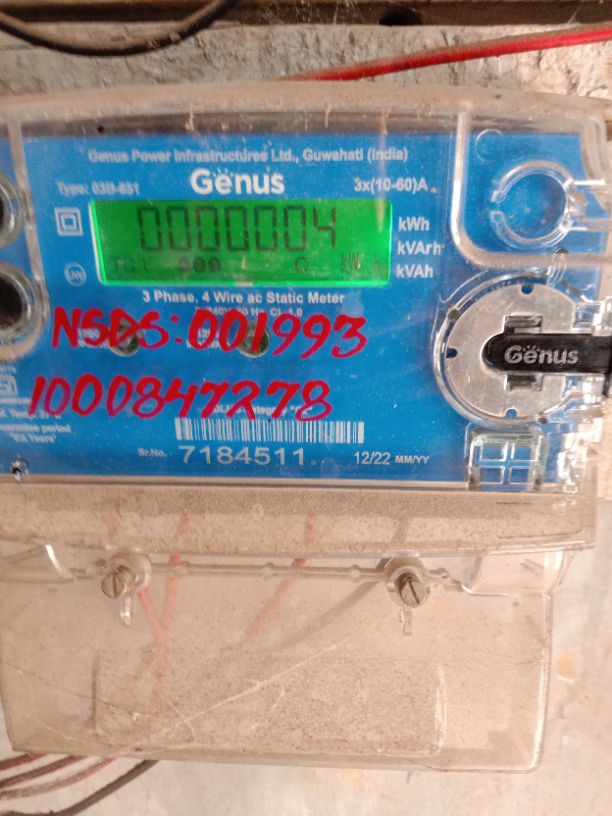 Genus Power Infrastructures Ltd., Guwahati (India)
Type: 03B-651
Genus
3x(10-60)A
0000004
kWh
kVArh
kVAh
000 C
3 Phase, 4 Wire ac Static Meter
NSDS:001993
1000847278
Genus
Sr.No. 7184511
12/22 MM/YY